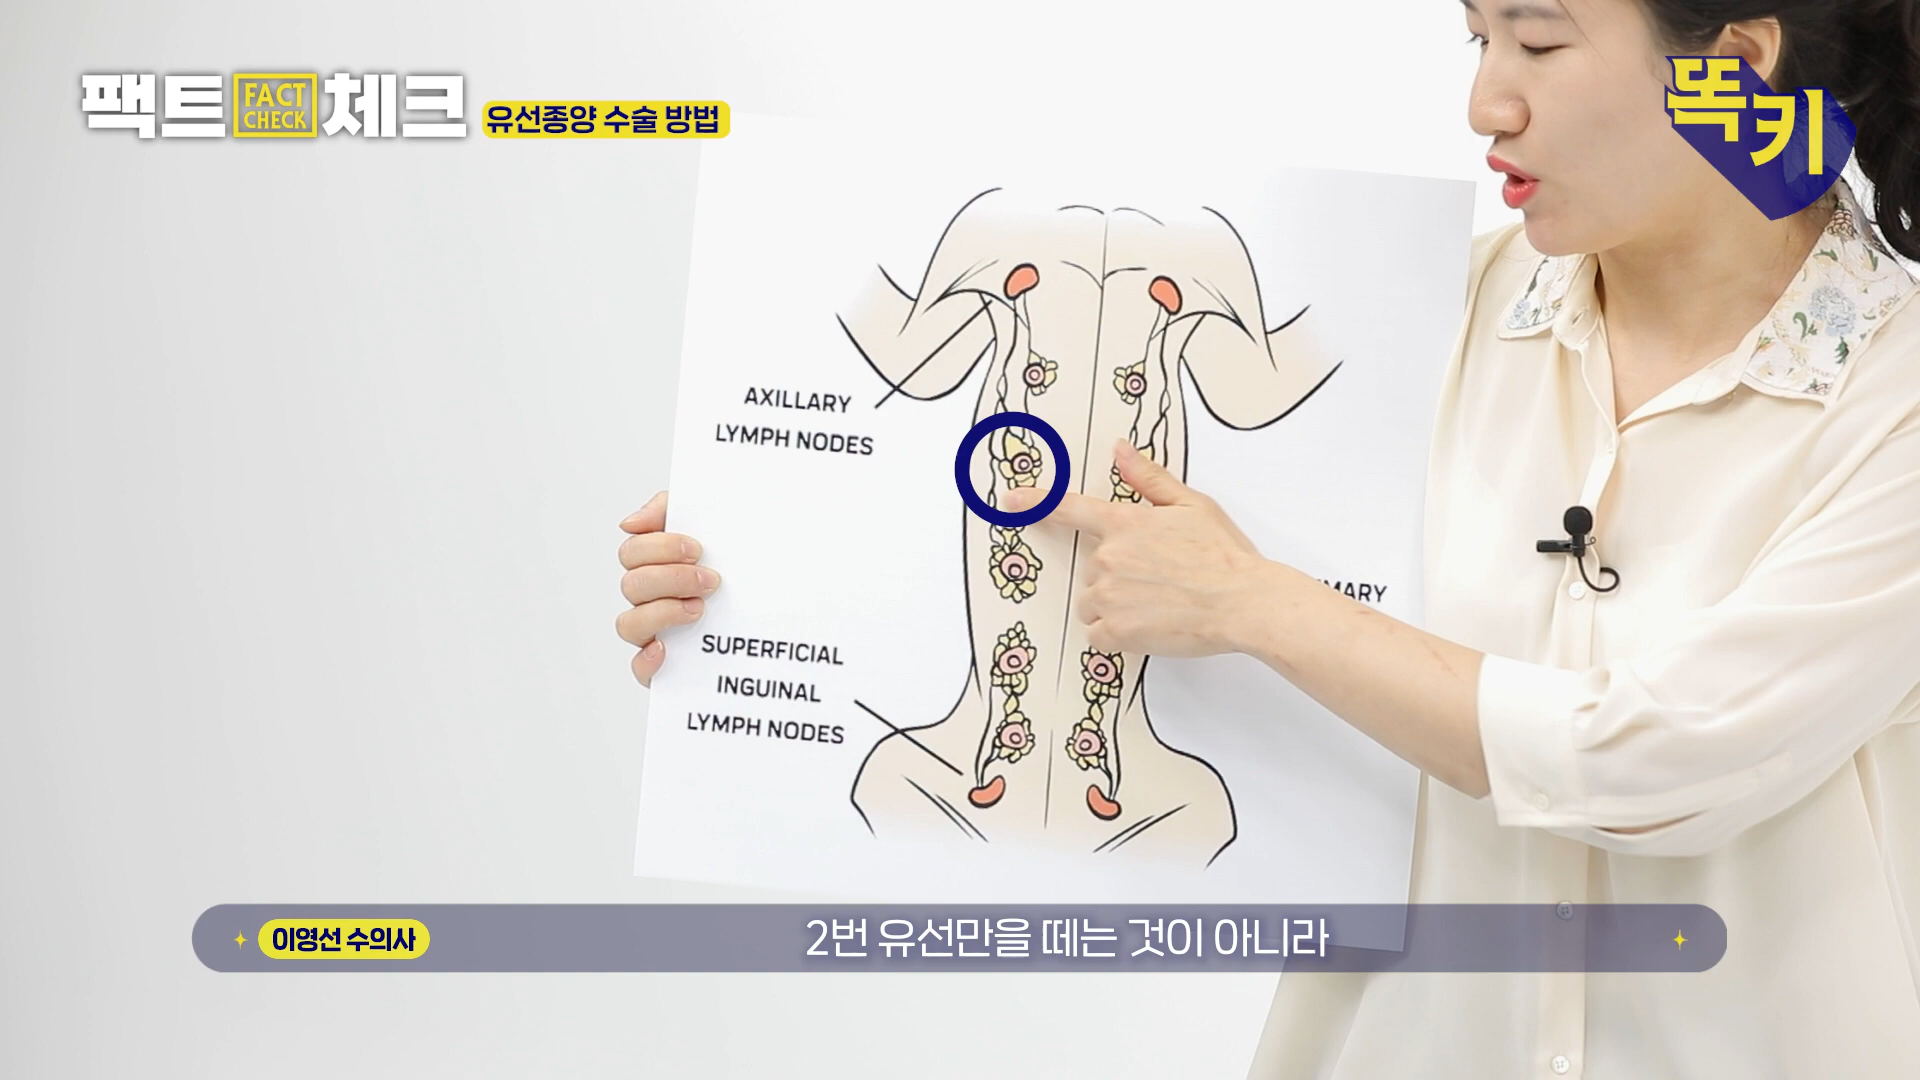 팩트 FACT CHECK 체크
유선종양 수술 방법
똑키
AXILLARY
LYMPH NODES
SUPERFICIAL
INGUINAL
LYMPH NODES
이영선 수의사
2번 유선만을 떼는 것이 아니라